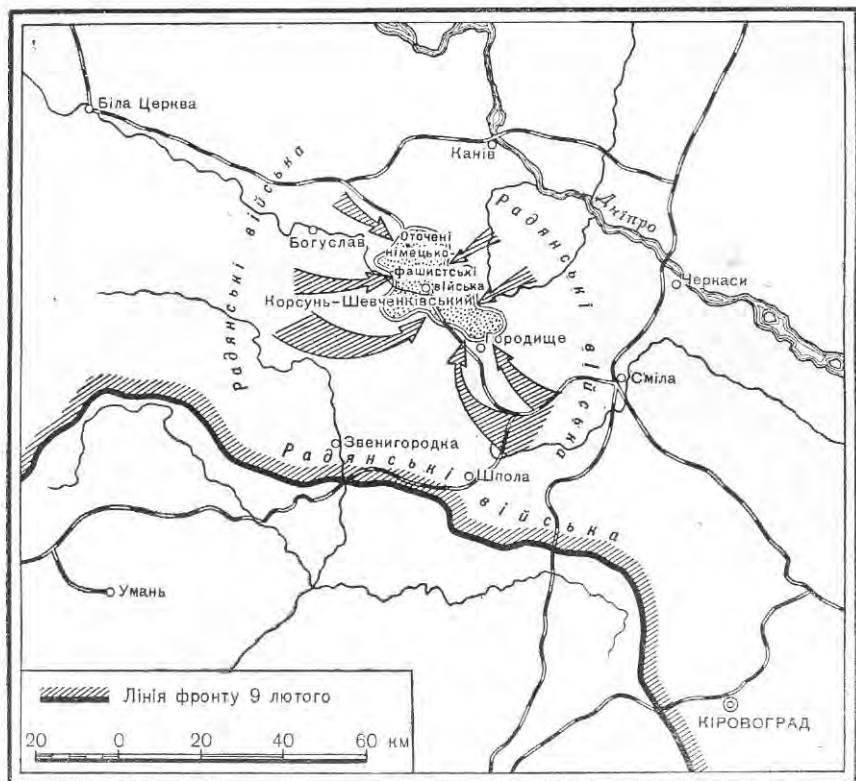 Біла Церква
Канів
Дніпро
Радянські війська
Радянські війська
Богуслав
Оточені
німецько-
фашистські
війська
Черкаси
Корсунь-Шевченківський
Городище
Сміла
Звенигородка
Радянські війська
Шпола
Умань
КІРОВОГРАД
Лінія фронту 9 лютого
20 0 20 40 60 км